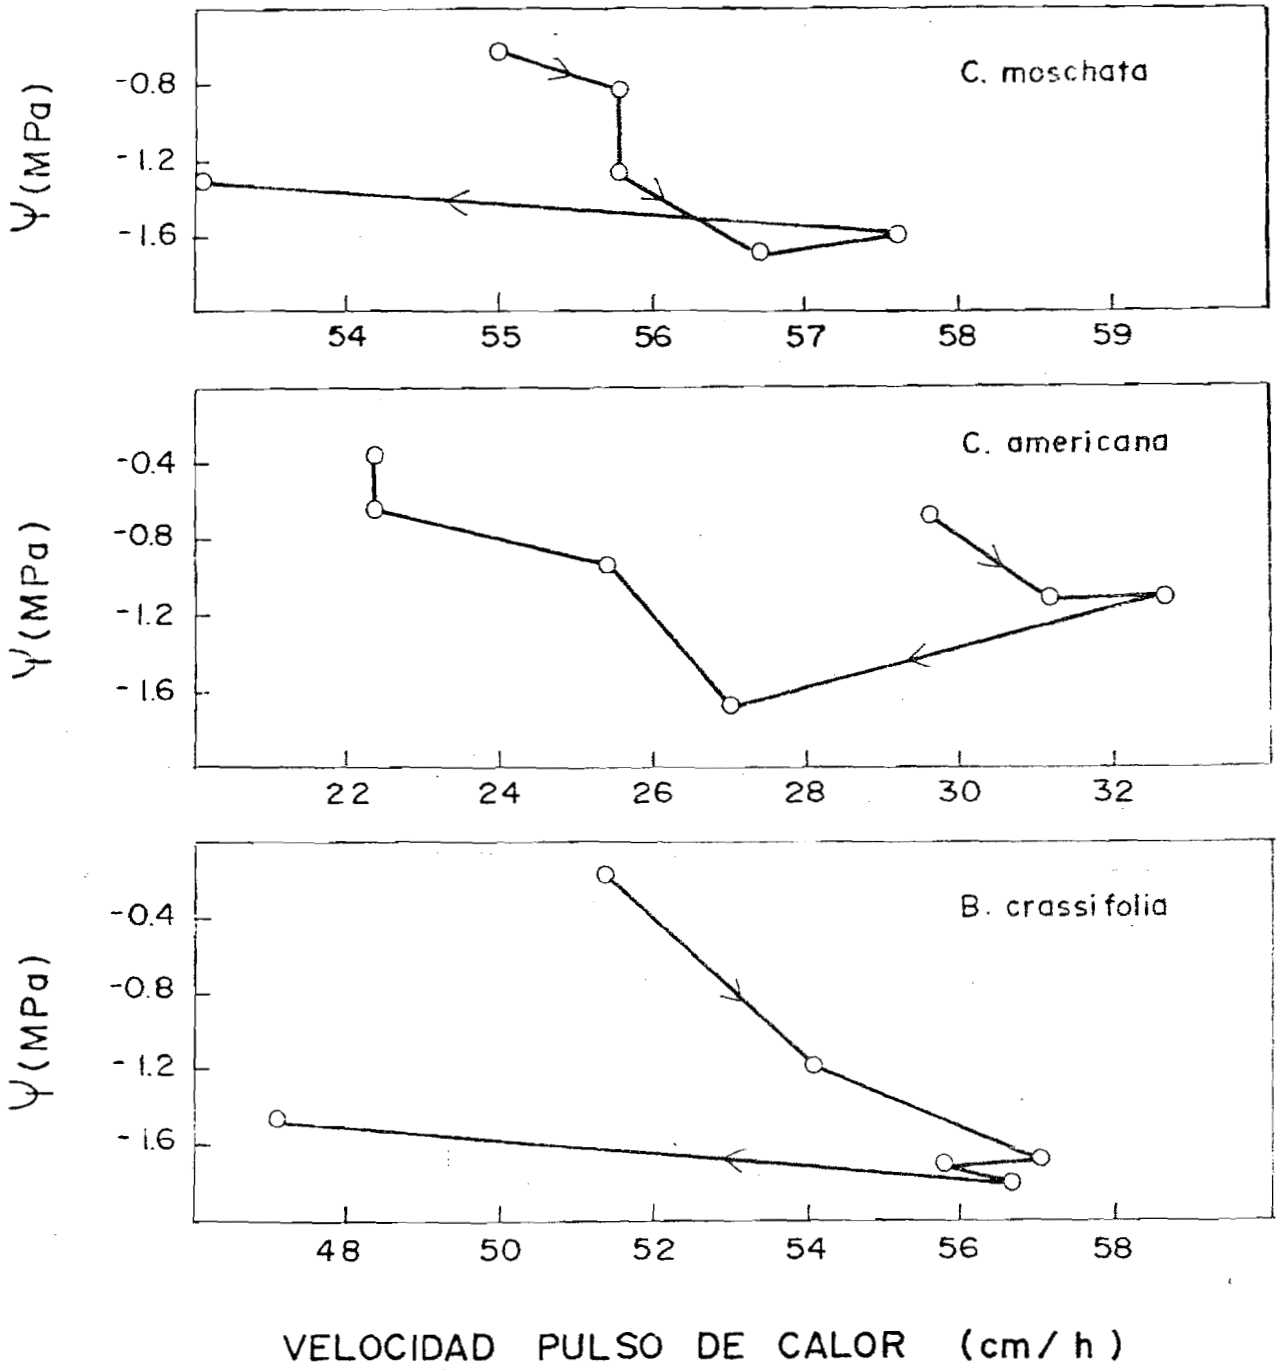 C. moschata
Ψ (MPa)
-0.8
-1.2
-1.6
54 55 56 57 58 59
C. americana
Ψ (MPa)
-0.4
-0.8
-1.2
-1.6
22 24 26 28 30 32
B. crassifolia
Ψ (MPa)
-0.4
-0.8
-1.2
-1.6
48 50 52 54 56 58
VELOCIDAD PULSO DE CALOR (cm/h)